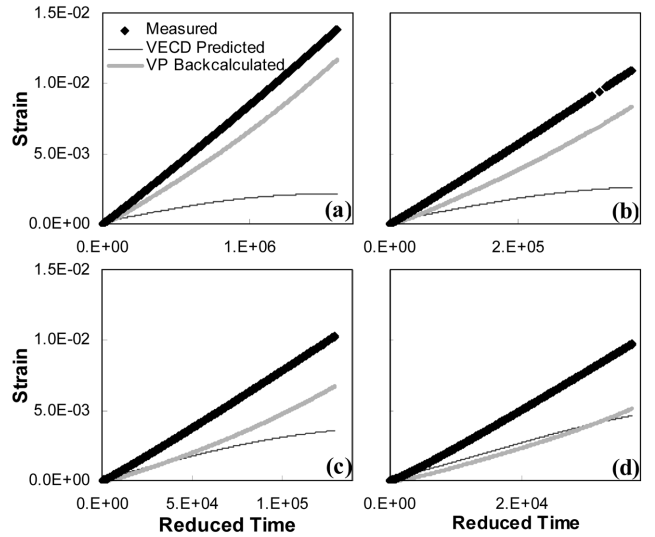 1.5E-02
Measured
VECD Predicted
VP Backcalculated
1.0E-02
Strain
5.0E-03
0.0E+00
(a)
(b)
0.E+00
1.E+06
0.E+00
2.E+05
1.5E-02
1.0E-02
Strain
5.0E-03
0.0E+00
(c)
(d)
0.E+00
5.E+04
1.E+05
0.E+00
2.E+04
Reduced Time
Reduced Time